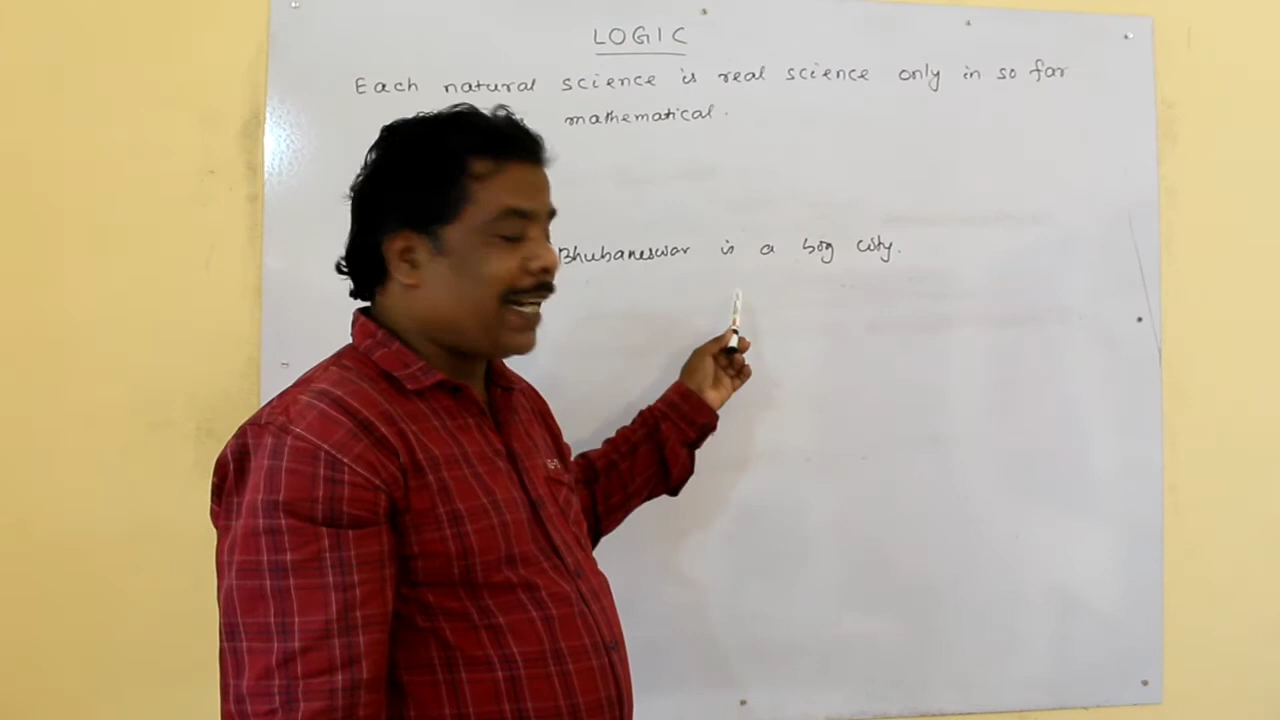 LOGIC
Each natural science is real science only in so far
mathematical.
Bhubaneswar is a big city.